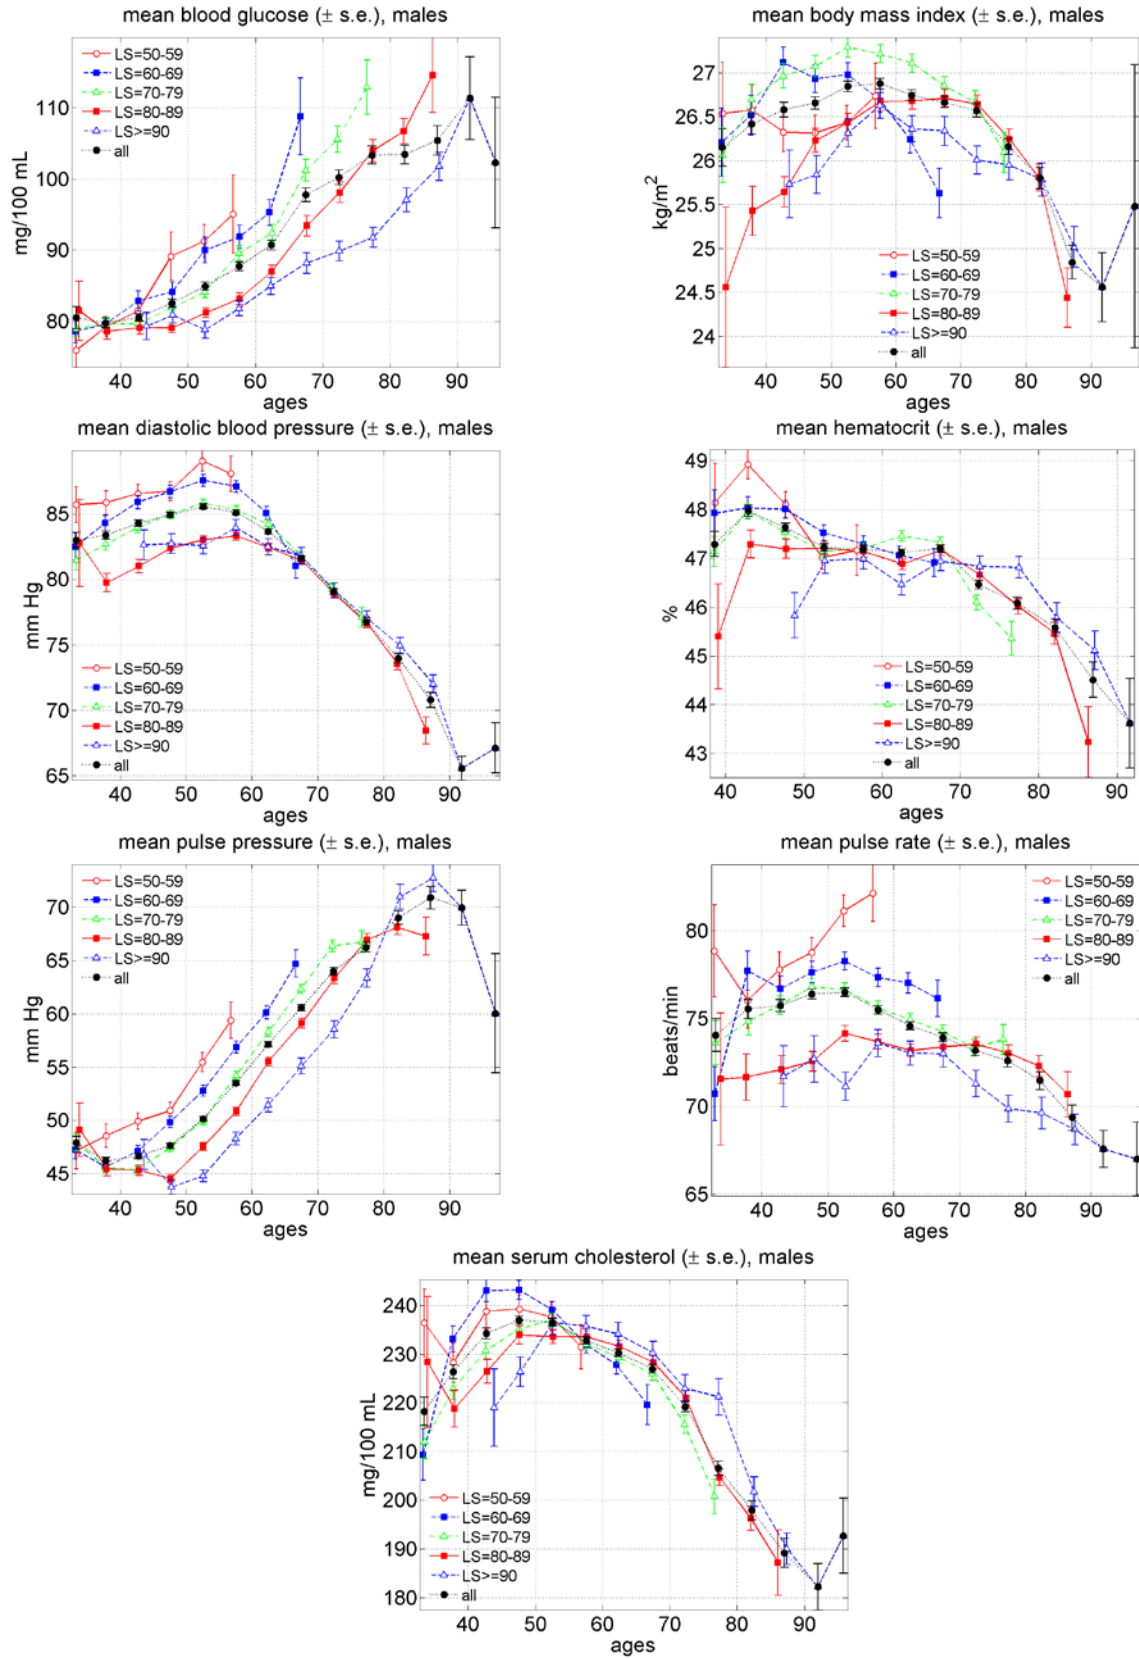 mean blood glucose (± s.e.), males
LS=50-59
LS=60-69
LS=70-79
LS=80-89
LS>=90
all
mg/100 mL
110
100
90
80
40 50 60 70 80 90
ages
mean body mass index (± s.e.), males
kg/m²
27
26.5
26
25.5
25
24.5
24
LS=50-59
LS=60-69
LS=70-79
LS=80-89
LS>=90
all
40 50 60 70 80 90
ages
mean diastolic blood pressure (± s.e.), males
mm Hg
85
80
75
70
65
LS=50-59
LS=60-69
LS=70-79
LS=80-89
LS>=90
all
40 50 60 70 80 90
ages
mean hematocrit (± s.e.), males
%
49
48
47
46
45
44
43
LS=50-59
LS=60-69
LS=70-79
LS=80-89
LS>=90
all
40 50 60 70 80 90
ages
mean pulse pressure (± s.e.), males
LS=50-59
LS=60-69
LS=70-79
LS=80-89
LS>=90
all
mm Hg
70
65
60
55
50
45
40 50 60 70 80 90
ages
mean pulse rate (± s.e.), males
LS=50-59
LS=60-69
LS=70-79
LS=80-89
LS>=90
all
beats/min
80
75
70
65
40 50 60 70 80 90
ages
mean serum cholesterol (± s.e.), males
mg/100 mL
240
230
220
210
200
190
180
LS=50-59
LS=60-69
LS=70-79
LS=80-89
LS>=90
all
40 50 60 70 80 90
ages